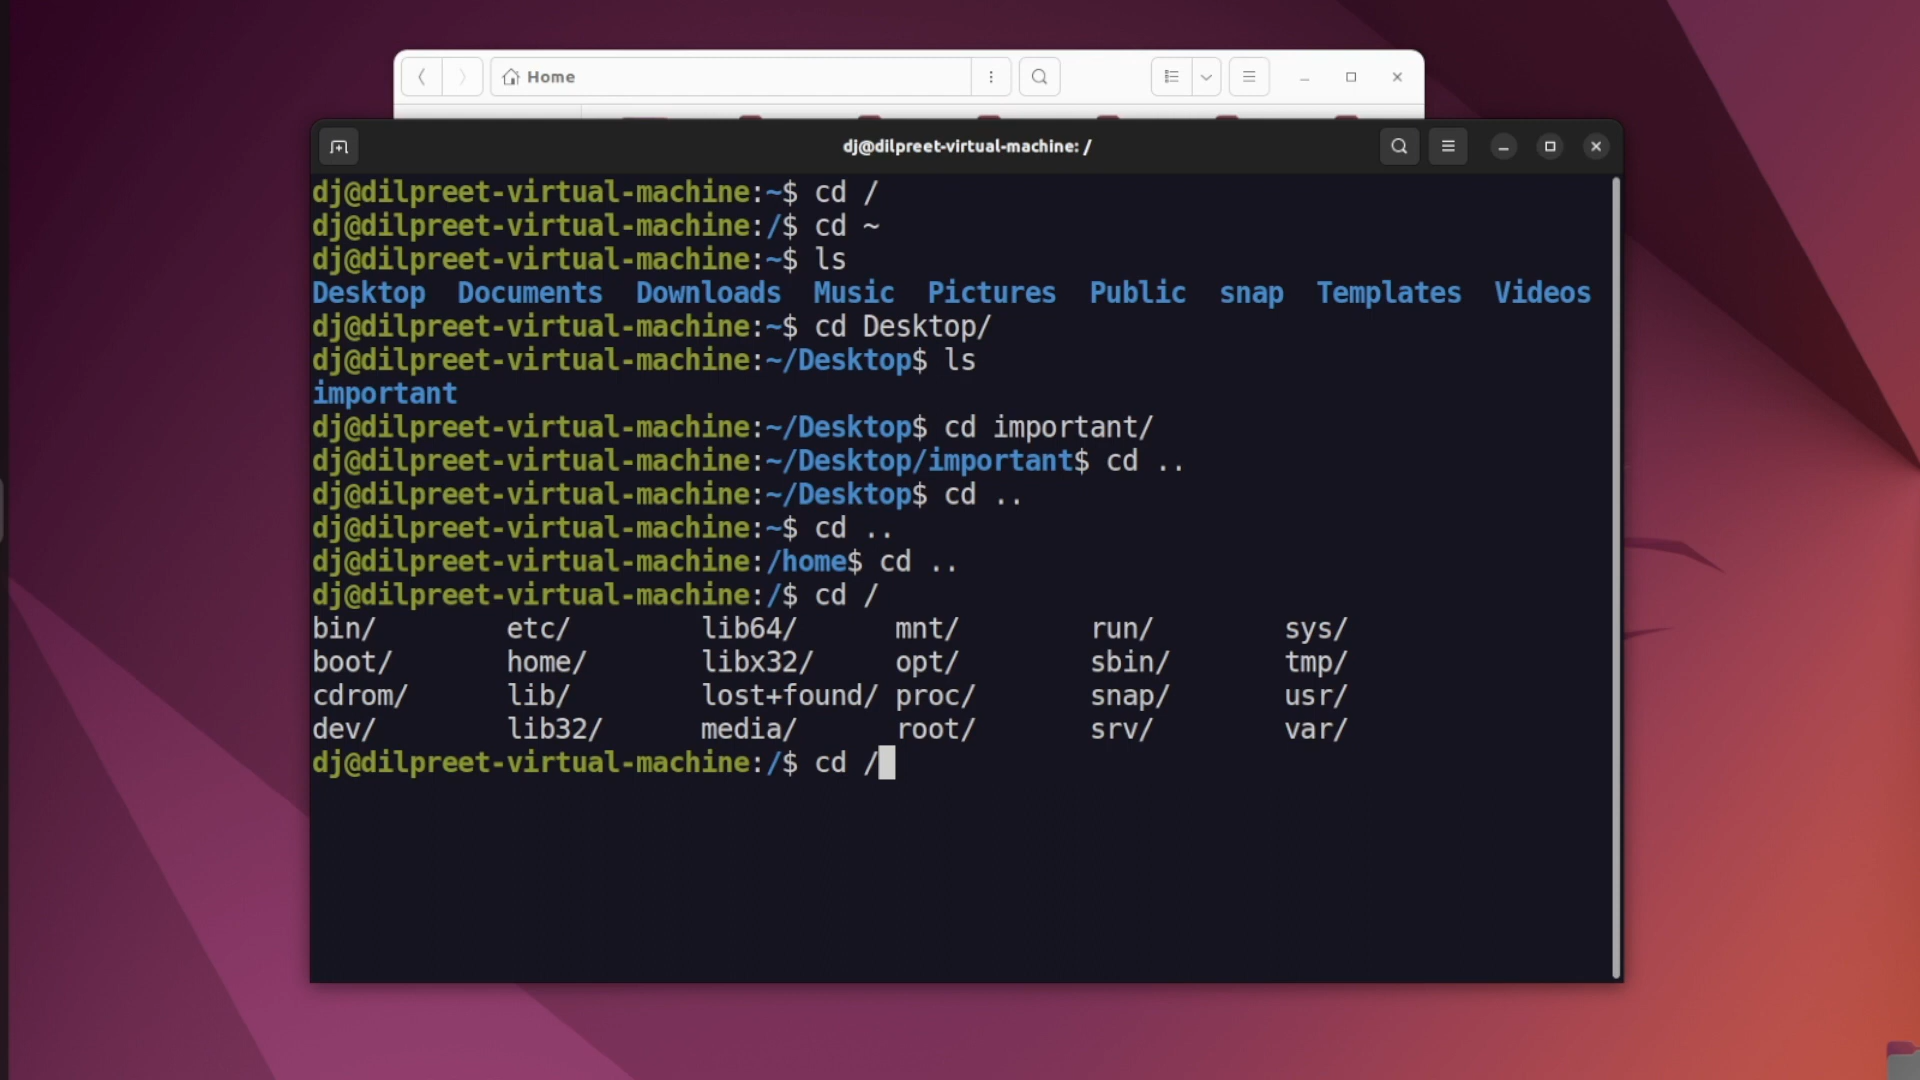 Home
dj@dilpreet-virtual-machine: /
dj@dilpreet-virtual-machine:~$ cd /
dj@dilpreet-virtual-machine:/$ cd ~
dj@dilpreet-virtual-machine:~$ ls
Desktop  Documents  Downloads  Music  Pictures  Public  snap  Templates  Videos
dj@dilpreet-virtual-machine:~$ cd Desktop/
dj@dilpreet-virtual-machine:~/Desktop$ ls
important
dj@dilpreet-virtual-machine:~/Desktop$ cd important/
dj@dilpreet-virtual-machine:~/Desktop/important$ cd ..
dj@dilpreet-virtual-machine:~/Desktop$ cd ..
dj@dilpreet-virtual-machine:~$ cd ..
dj@dilpreet-virtual-machine:/home$ cd ..
dj@dilpreet-virtual-machine:/$ cd /
bin/        etc/        lib64/      mnt/        run/        sys/
boot/       home/       libx32/     opt/        sbin/       tmp/
cdrom/      lib/        lost+found/ proc/       snap/       usr/
dev/        lib32/      media/      root/       srv/        var/
dj@dilpreet-virtual-machine:/$ cd /